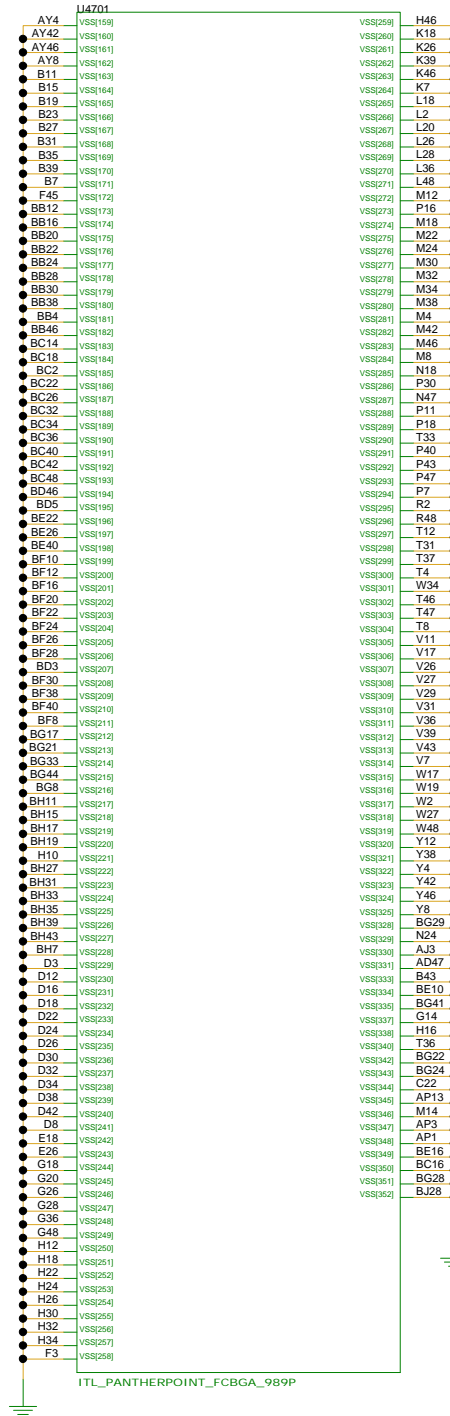 U4701
AY4 VSS[159] VSS[259] H46
AY42 VSS[160] VSS[260] K18
AY46 VSS[161] VSS[261] K26
AY8 VSS[162] VSS[262] K39
B11 VSS[163] VSS[263] K46
B15 VSS[164] VSS[264] K7
B19 VSS[165] VSS[265] L18
B23 VSS[166] VSS[266] L2
B27 VSS[167] VSS[267] L20
B31 VSS[168] VSS[268] L26
B35 VSS[169] VSS[269] L28
B39 VSS[170] VSS[270] L36
B7 VSS[171] VSS[271] L48
F45 VSS[172] VSS[272] M12
BB12 VSS[173] VSS[273] P16
BB16 VSS[174] VSS[274] M18
BB20 VSS[175] VSS[275] M22
BB22 VSS[176] VSS[276] M24
BB24 VSS[177] VSS[277] M30
BB28 VSS[178] VSS[278] M32
BB30 VSS[179] VSS[279] M34
BB38 VSS[180] VSS[280] M38
BB4 VSS[181] VSS[281] M4
BB46 VSS[182] VSS[282] M42
BC14 VSS[183] VSS[283] M46
BC18 VSS[184] VSS[284] M8
BC2 VSS[185] VSS[285] N18
BC22 VSS[186] VSS[286] P30
BC26 VSS[187] VSS[287] N47
BC32 VSS[188] VSS[288] P11
BC34 VSS[189] VSS[289] P18
BC36 VSS[190] VSS[290] T33
BC40 VSS[191] VSS[291] P40
BC42 VSS[192] VSS[292] P43
BC48 VSS[193] VSS[293] P47
BD46 VSS[194] VSS[294] P7
BD5 VSS[195] VSS[295] R2
BE22 VSS[196] VSS[296] R48
BE26 VSS[197] VSS[297] T12
BE40 VSS[198] VSS[298] T31
BF10 VSS[199] VSS[299] T37
BF12 VSS[200] VSS[300] T4
BF16 VSS[201] VSS[301] W34
BF20 VSS[202] VSS[302] T46
BF22 VSS[203] VSS[303] T47
BF24 VSS[204] VSS[304] T8
BF26 VSS[205] VSS[305] V11
BF28 VSS[206] VSS[306] V17
BD3 VSS[207] VSS[307] V26
BF30 VSS[208] VSS[308] V27
BF38 VSS[209] VSS[309] V29
BF40 VSS[210] VSS[310] V31
BF8 VSS[211] VSS[311] V36
BG17 VSS[212] VSS[312] V39
BG21 VSS[213] VSS[313] V43
BG33 VSS[214] VSS[314] V7
BG44 VSS[215] VSS[315] W17
BG8 VSS[216] VSS[316] W19
BH11 VSS[217] VSS[317] W2
BH15 VSS[218] VSS[318] W27
BH17 VSS[219] VSS[319] W48
BH19 VSS[220] VSS[320] Y12
H10 VSS[221] VSS[321] Y38
BH27 VSS[222] VSS[322] Y4
BH31 VSS[223] VSS[323] Y42
BH33 VSS[224] VSS[324] Y46
BH35 VSS[225] VSS[325] Y8
BH39 VSS[226] VSS[328] BG29
BH43 VSS[227] VSS[329] N24
BH7 VSS[228] VSS[330] AJ3
D3 VSS[229] VSS[331] AD47
D12 VSS[230] VSS[333] B43
D16 VSS[231] VSS[334] BE10
D18 VSS[232] VSS[335] BG41
D22 VSS[233] VSS[337] G14
D24 VSS[234] VSS[338] H16
D26 VSS[235] VSS[340] T36
D30 VSS[236] VSS[342] BG22
D32 VSS[237] VSS[343] BG24
D34 VSS[238] VSS[344] C22
D38 VSS[239] VSS[345] AP13
D42 VSS[240] VSS[346] M14
D8 VSS[241] VSS[347] AP3
E18 VSS[242] VSS[348] AP1
E26 VSS[243] VSS[349] BE16
G18 VSS[244] VSS[350] BC16
G20 VSS[245] VSS[351] BG28
G26 VSS[246] VSS[352] BJ28
G28 VSS[247]
G36 VSS[248]
G48 VSS[249]
H12 VSS[250]
H18 VSS[251]
H22 VSS[252]
H24 VSS[253]
H26 VSS[254]
H30 VSS[255]
H32 VSS[256]
H34 VSS[257]
F3 VSS[258]
ITL_PANTHERPOINT_FCBGA_989P